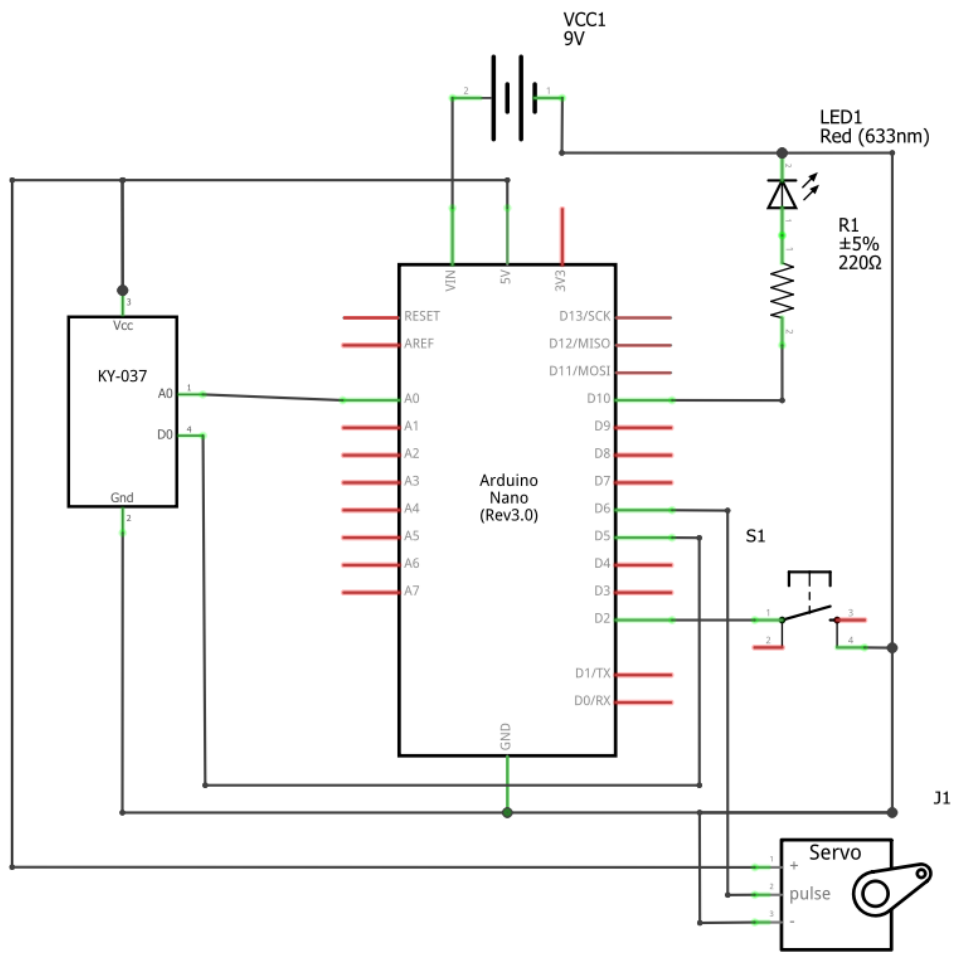 VCC1
9V
2
1
LED1
Red (633nm)
2
1
R1
±5%
220Ω
1
2
VIN
5V
3V3
3
Vcc
KY-037
A0
1
D0
4
Gnd
2
RESET
AREF
A0
A1
A2
A3
A4
A5
A6
A7
Arduino
Nano
(Rev3.0)
D13/SCK
D12/MISO
D11/MOSI
D10
D9
D8
D7
D6
D5
D4
D3
D2
D1/TX
D0/RX
GND
S1
1
3
2
4
J1
Servo
1
+
2
pulse
3
-